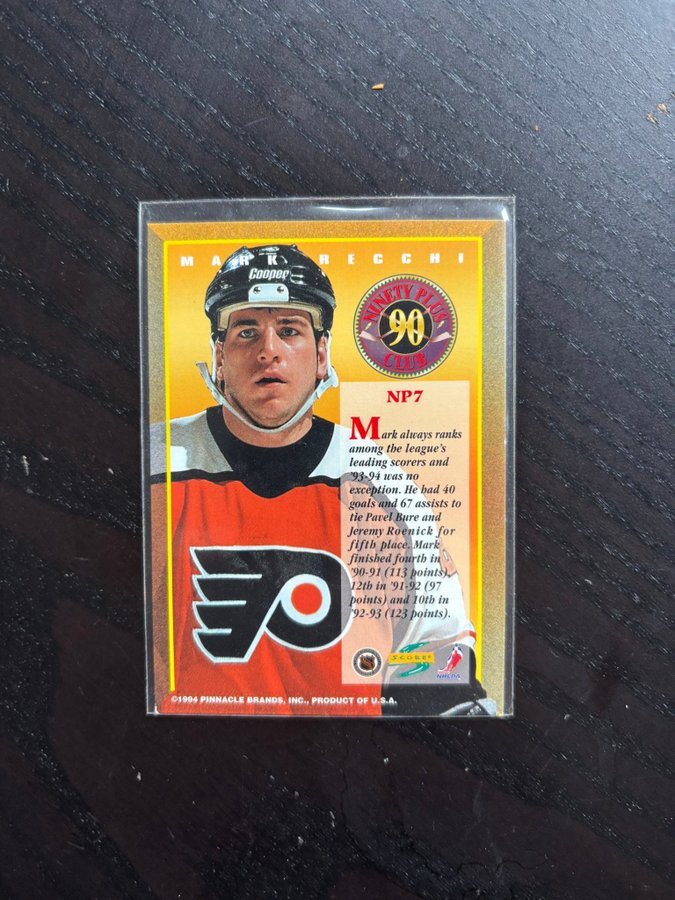 MARK RECCHI
Cooper
NINETY PLUS
90
CLUB
NP7
Mark always ranks
among the league's
leading scorers and
'93-94 was no
exception. He had 40
goals and 67 assists to
tie Pavel Bure and
Jeremy Roenick for
fifth place. Mark
finished fourth in
'90-91 (113 points),
12th in '91-92 (97
points) and 10th in
'92-93 (123 points).
SCORE
NHLPA
©1994 PINNACLE BRANDS, INC., PRODUCT OF U.S.A.